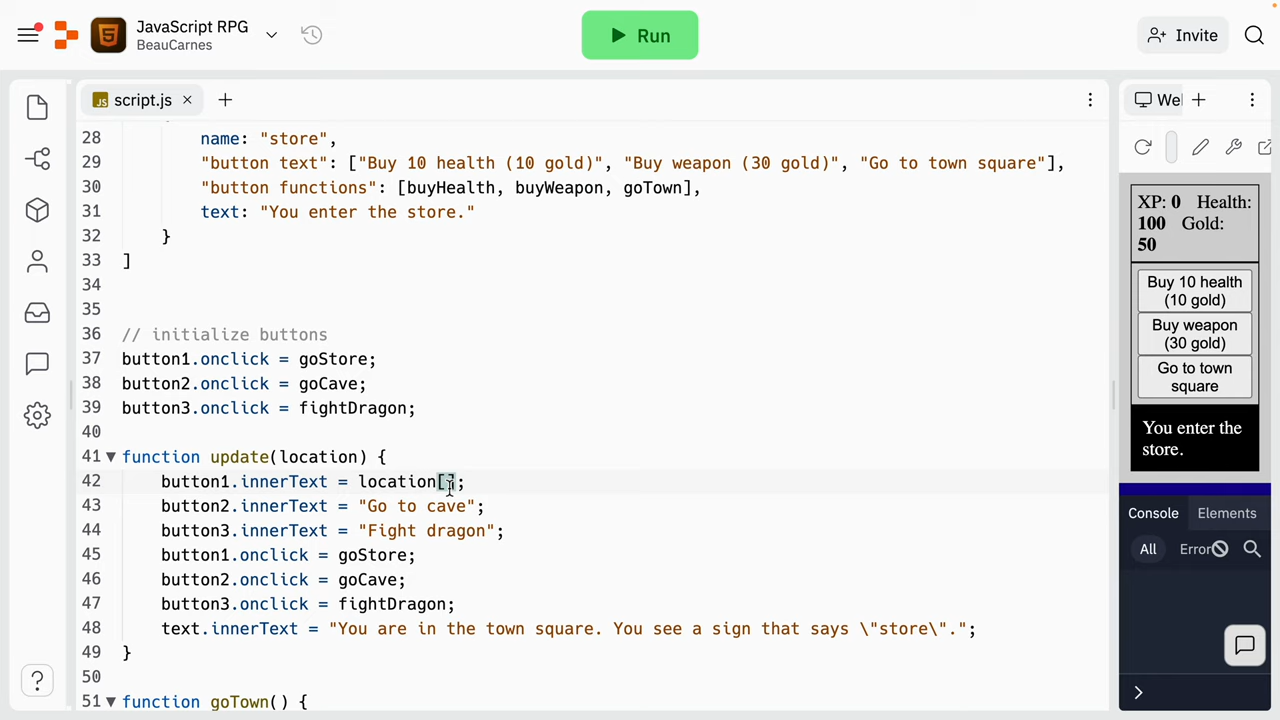 JavaScript RPG
BeauCarnes
Run
Invite
JS script.js
We
28 name: "store",
29 "button text": ["Buy 10 health (10 gold)", "Buy weapon (30 gold)", "Go to town square"],
30 "button functions": [buyHealth, buyWeapon, goTown],
31 text: "You enter the store."
32 }
33 ]
34
35
36 // initialize buttons
37 button1.onclick = goStore;
38 button2.onclick = goCave;
39 button3.onclick = fightDragon;
40
41 function update(location) {
42 button1.innerText = location[];
43 button2.innerText = "Go to cave";
44 button3.innerText = "Fight dragon";
45 button1.onclick = goStore;
46 button2.onclick = goCave;
47 button3.onclick = fightDragon;
48 text.innerText = "You are in the town square. You see a sign that says \"store\".";
49 }
50
51 function goTown() {
XP: 0 Health:
100 Gold:
50
Buy 10 health
(10 gold)
Buy weapon
(30 gold)
Go to town
square
You enter the
store.
Console Elements
All Error
?